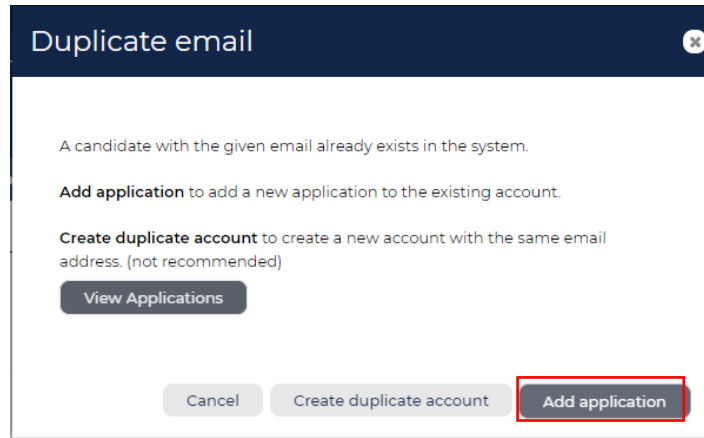 Duplicate email
A candidate with the given email already exists in the system.
Add application to add a new application to the existing account.
Create duplicate account to create a new account with the same email
address. (not recommended)
View Applications
Cancel Create duplicate account Add application